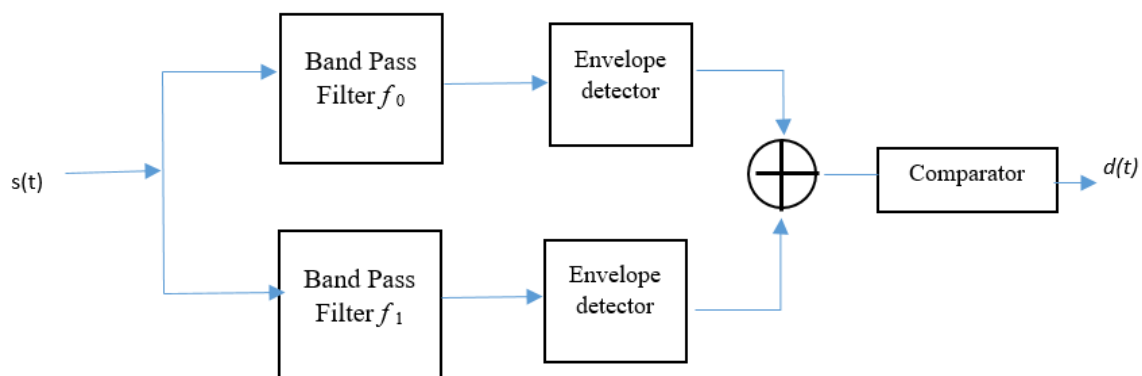 Band Pass
Filter f₀
Envelope
detector
s(t)
Comparator
d(t)
Band Pass
Filter f₁
Envelope
detector